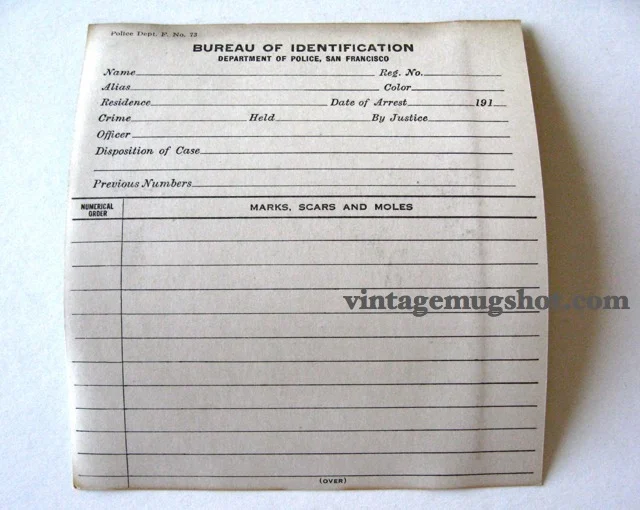 Police Dept. F. No. 73
BUREAU OF IDENTIFICATION
DEPARTMENT OF POLICE, SAN FRANCISCO
Name Reg. No.
Alias Color
Residence Date of Arrest 191
Crime Held By Justice
Officer
Disposition of Case
Previous Numbers
NUMERICAL ORDER MARKS, SCARS AND MOLES
vintagemugshot.com
(OVER)